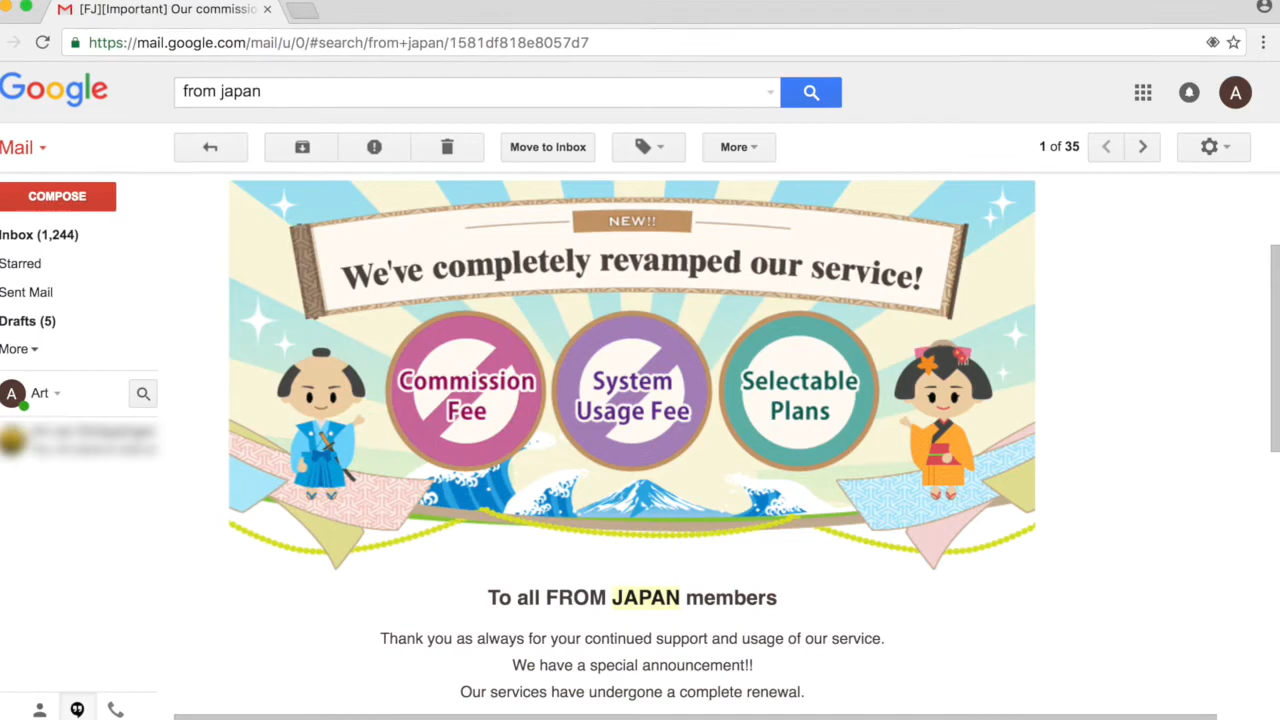 [FJ][Important] Our commissio
https://mail.google.com/mail/u/0/#search/from+japan/1581df818e8057d7
Google
from japan
A
Mail
Move to Inbox
More
1 of 35
COMPOSE
Inbox (1,244)
Starred
Sent Mail
Drafts (5)
More
A
Art
NEW!!
We've completely revamped our service!
Commission
Fee
System
Usage Fee
Selectable
Plans
To all FROM JAPAN members
Thank you as always for your continued support and usage of our service.
We have a special announcement!!
Our services have undergone a complete renewal.